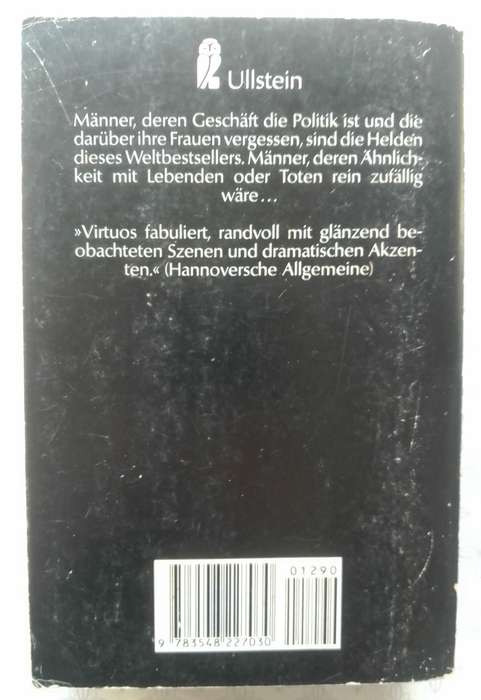 Ullstein
Männer, deren Geschäft die Politik ist und die
darüber ihre Frauen vergessen, sind die Helden
dieses Weltbestsellers. Männer, deren Ähnlich-
keit mit Lebenden oder Toten rein zufällig
wäre...
»Virtuos fabuliert, randvoll mit glänzend be-
obachteten Szenen und dramatischen Akzen-
ten.« (Hannoversche Allgemeine)
01290
9 783548 227030